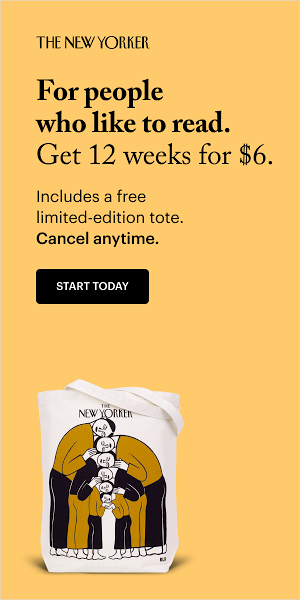 THE NEW YORKER
For people
who like to read.
Get 12 weeks for $6.
Includes a free
limited-edition tote.
Cancel anytime.
START TODAY
THE
NEW YORKER